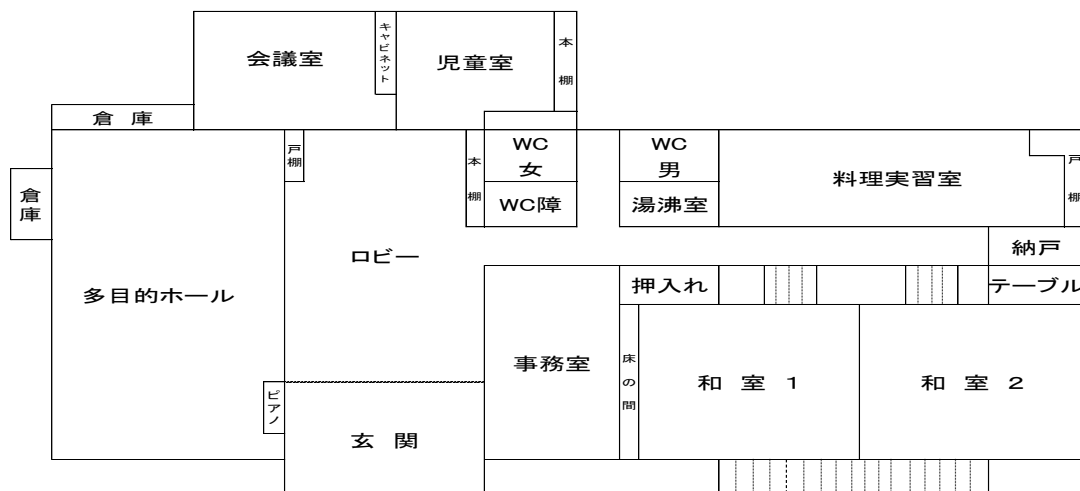 会議室
キャビネット
児童室
本棚
倉 庫
倉庫
戸棚
本棚
WC
女
WC障
WC
男
湯沸室
料理実習室
戸棚
ロビー
納戸
多目的ホール
押入れ
テーブル
事務室
床の間
和 室 1
和 室 2
ピアノ
玄 関